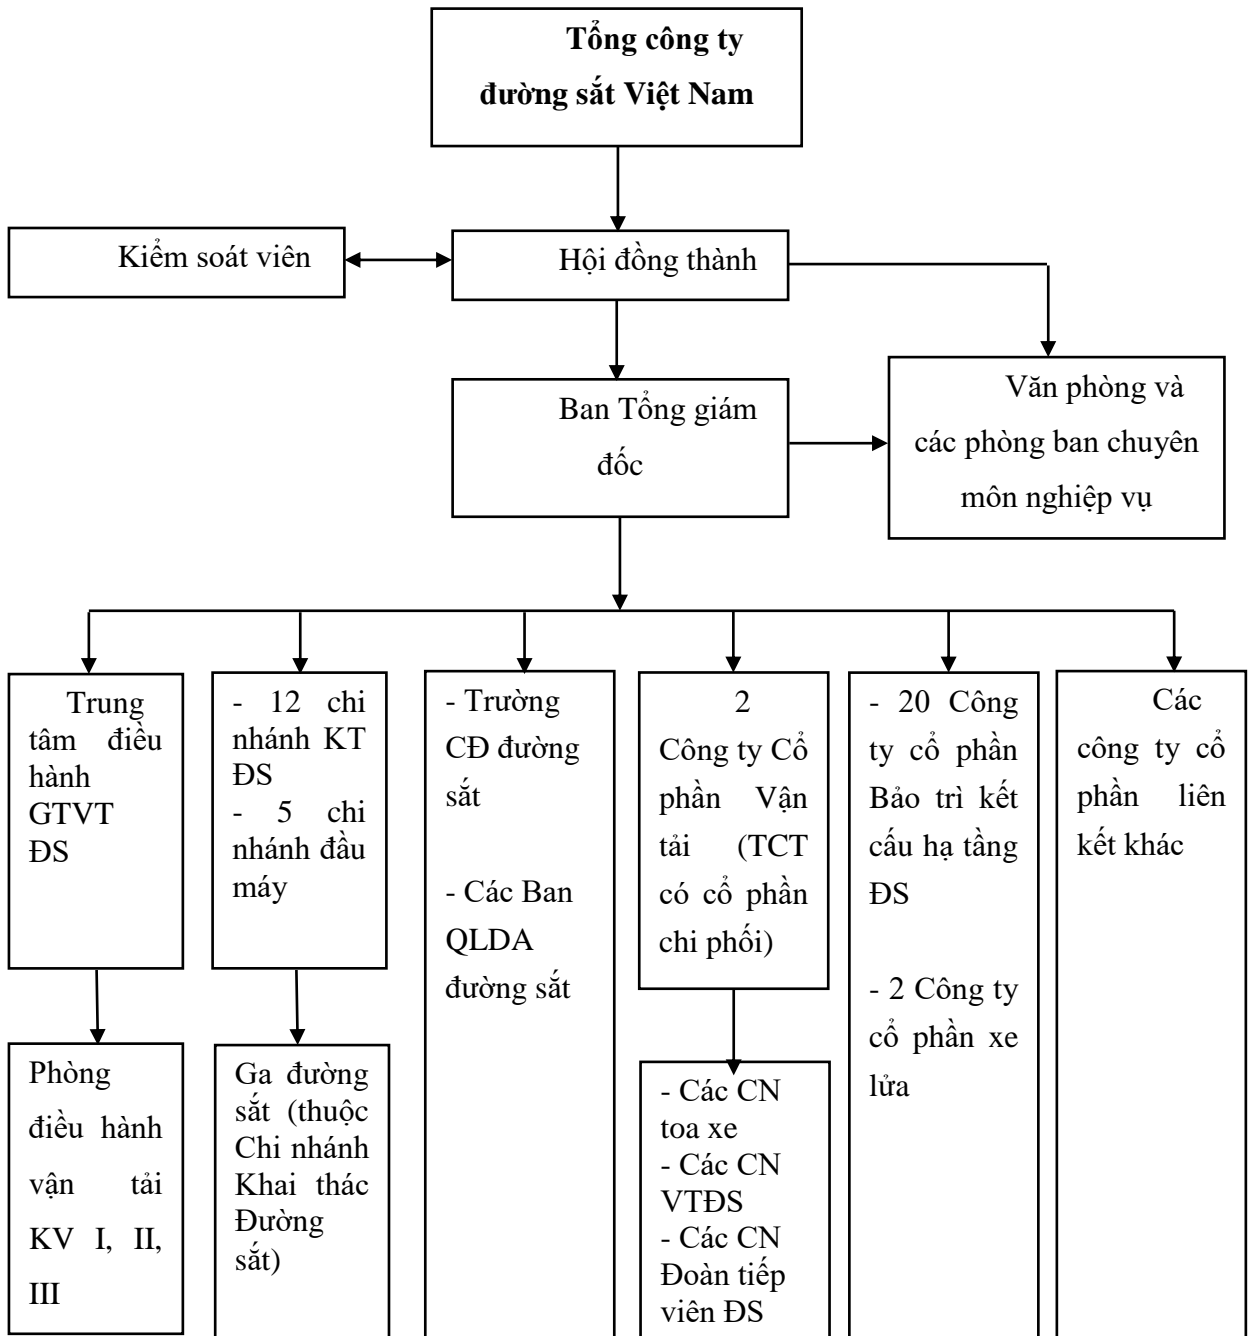 Tổng công ty
đường sắt Việt Nam
Kiểm soát viên
Hội đồng thành
Ban Tổng giám
đốc
Văn phòng và
các phòng ban chuyên
môn nghiệp vụ
Trung
tâm điều
hành
GTVT
ĐS
- 12 chi
nhánh KT
ĐS
- 5 chi
nhánh đầu
máy
- Trường
CĐ đường
sắt
- Các Ban
QLDA
đường sắt
2
Công ty Cổ
phần Vận
tải (TCT
có cổ phần
chi phối)
- 20 Công
ty cổ phần
Bảo trì kết
cấu hạ tầng
ĐS
- 2 Công ty
cổ phần xe
lửa
Các
công ty cổ
phần liên
kết khác
Phòng
điều hành
vận tải
KV I, II,
III
Ga đường
sắt (thuộc
Chi nhánh
Khai thác
Đường
sắt)
- Các CN
toa xe
- Các CN
VTĐS
- Các CN
Đoàn tiếp
viên ĐS